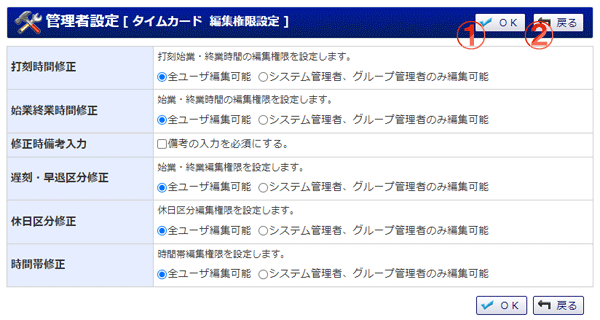 管理者設定 [ タイムカード 編集権限設定 ]
① OK ② 戻る
打刻時間修正
打刻始業・終業時間の編集権限を設定します。
全ユーザ編集可能 システム管理者、グループ管理者のみ編集可能
始業終業時間修正
始業・終業時間の編集権限を設定します。
全ユーザ編集可能 システム管理者、グループ管理者のみ編集可能
修正時備考入力
備考の入力を必須にする。
遅刻・早退区分修正
始業・終業編集権限を設定します。
全ユーザ編集可能 システム管理者、グループ管理者のみ編集可能
休日区分修正
休日区分編集権限を設定します。
全ユーザ編集可能 システム管理者、グループ管理者のみ編集可能
時間帯修正
時間帯編集権限を設定します。
全ユーザ編集可能 システム管理者、グループ管理者のみ編集可能
OK 戻る